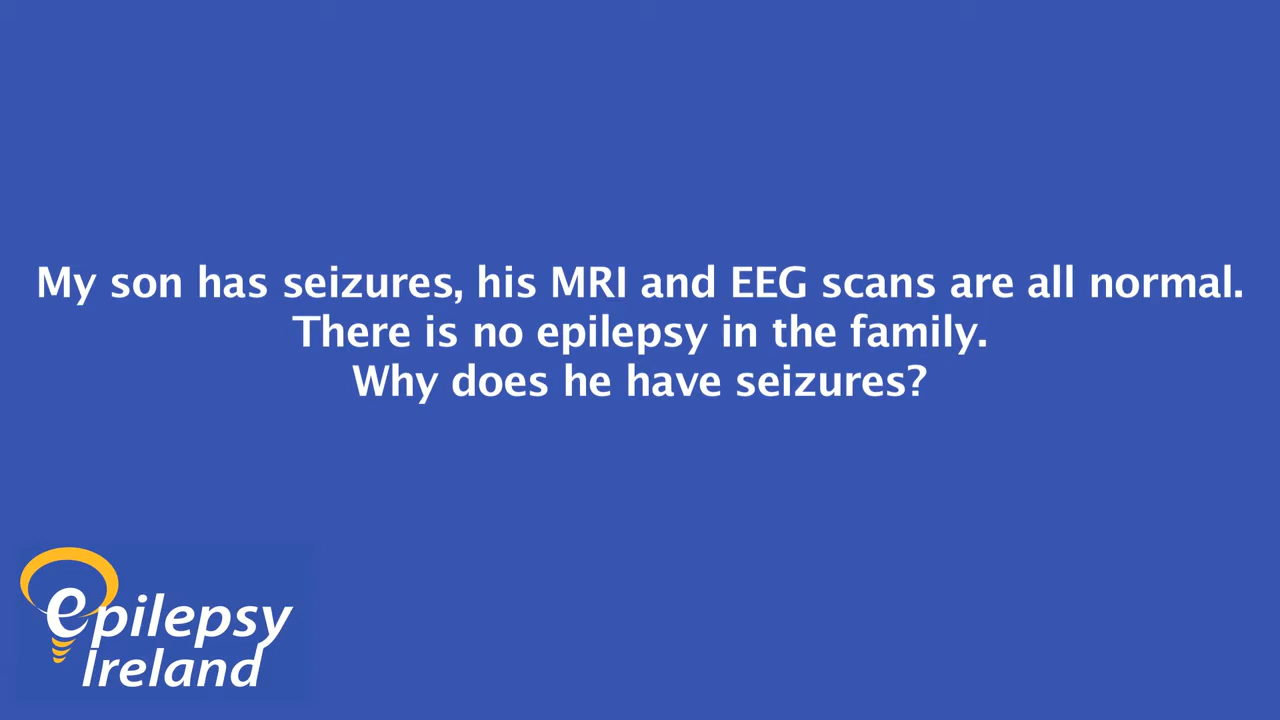 My son has seizures, his MRI and EEG scans are all normal.
There is no epilepsy in the family.
Why does he have seizures?
epilepsy
Ireland